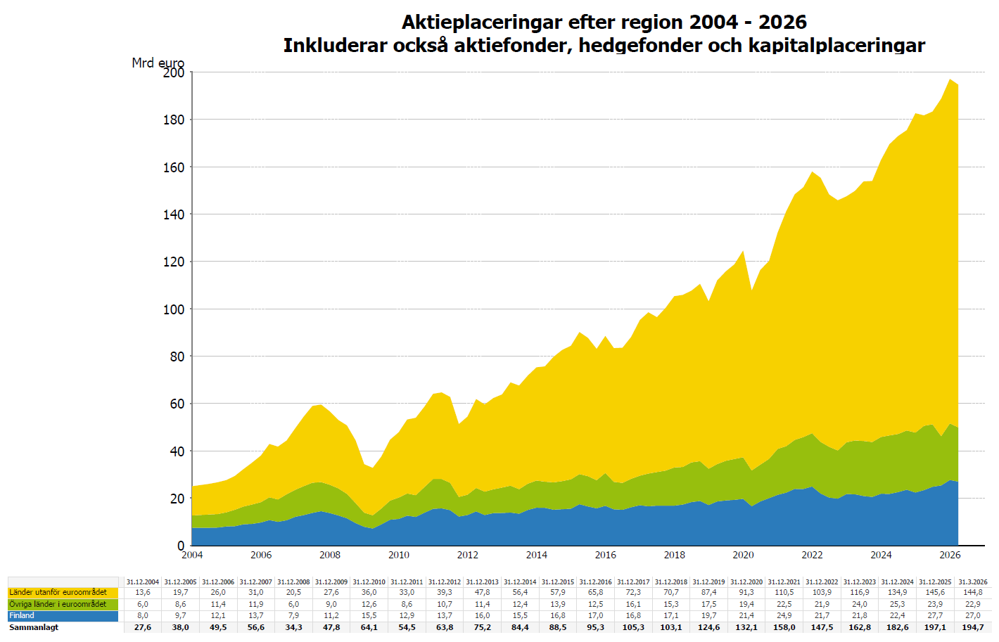 Aktieplaceringar efter region 2004 - 2026
Inkluderar också aktiefonder, hedgefonder och kapitalplaceringar
Mrd euro
200
180
160
140
120
100
80
60
40
20
0
2004 2006 2008 2010 2012 2014 2016 2018 2020 2022 2024 2026
31.12.2004 31.12.2005 31.12.2006 31.12.2007 31.12.2008 31.12.2009 31.12.2010 31.12.2011 31.12.2012 31.12.2013 31.12.2014 31.12.2015 31.12.2016 31.12.2017 31.12.2018 31.12.2019 31.12.2020 31.12.2021 31.12.2022 31.12.2023 31.12.2024 31.12.2025 31.3.2026
Länder utanför euroområdet 13,6 19,7 26,0 31,0 20,5 27,6 36,0 33,0 39,3 47,8 56,4 57,9 65,8 72,3 70,7 87,4 91,3 110,5 103,9 116,9 134,9 145,6 144,8
Övriga länder i euroområdet 6,0 8,6 11,4 11,9 6,0 9,0 12,6 8,6 10,7 11,4 12,4 13,9 12,5 16,1 15,3 17,5 19,4 22,5 21,9 24,0 25,3 23,9 22,9
Finland 8,0 9,7 12,1 13,7 7,9 11,2 15,5 12,9 13,7 16,0 15,5 16,8 17,0 16,8 17,1 19,7 21,4 24,9 21,7 21,8 22,4 27,7 27,0
Sammanlagt 27,6 38,0 49,5 56,6 34,3 47,8 64,1 54,5 63,8 75,2 84,4 88,5 95,3 105,3 103,1 124,6 132,1 158,0 147,5 162,8 182,6 197,1 194,7